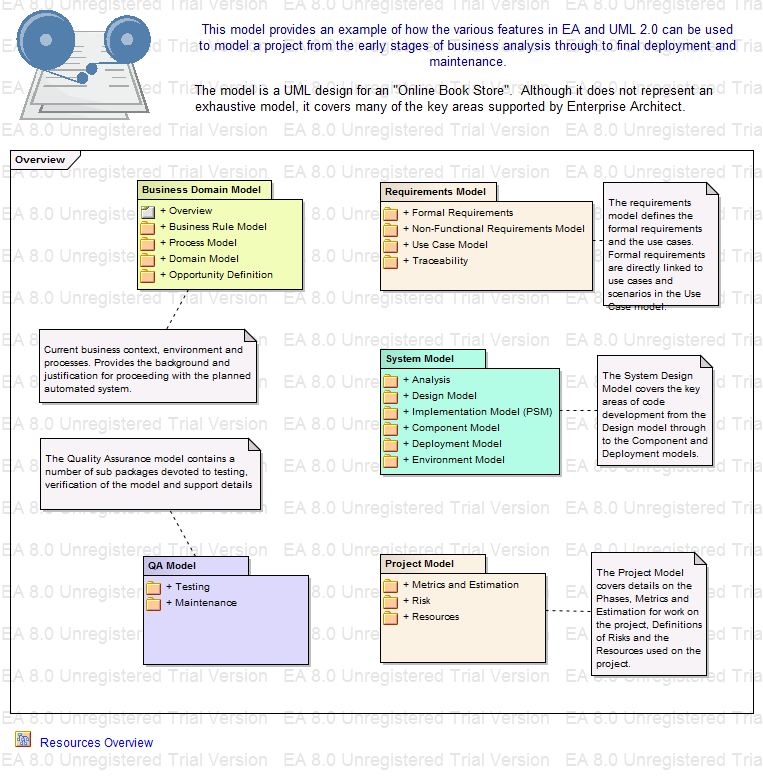 This model provides an example of how the various features in EA and UML 2.0 can be used
to model a project from the early stages of business analysis through to final deployment and
maintenance.
The model is a UML design for an "Online Book Store".  Although it does not represent an
exhaustive model, it covers many of the key areas supported by Enterprise Architect.
EA 8.0 Unregistered Trial Version
Overview
Business Domain Model
+ Overview
+ Business Rule Model
+ Process Model
+ Domain Model
+ Opportunity Definition
Requirements Model
+ Formal Requirements
+ Non-Functional Requirements Model
+ Use Case Model
+ Traceability
The requirements
model defines the
formal requirements
and the use cases.
Formal requirements
are directly linked to
use cases and
scenarios in the Use
Case model.
Current business context, environment and
processes. Provides the background and
justification for proceeding with the planned
automated system.
System Model
+ Analysis
+ Design Model
+ Implementation Model (PSM)
+ Component Model
+ Deployment Model
+ Environment Model
The System Design
Model covers the key
areas of code
development from the
Design model through
to the Component and
Deployment models.
The Quality Assurance model contains a
number of sub packages devoted to testing,
verification of the model and support details
QA Model
+ Testing
+ Maintenance
Project Model
+ Metrics and Estimation
+ Risk
+ Resources
The Project Model
covers details on the
Phases, Metrics and
Estimation for work on
the project, Definitions
of Risks and the
Resources used on the
project.
Resources Overview